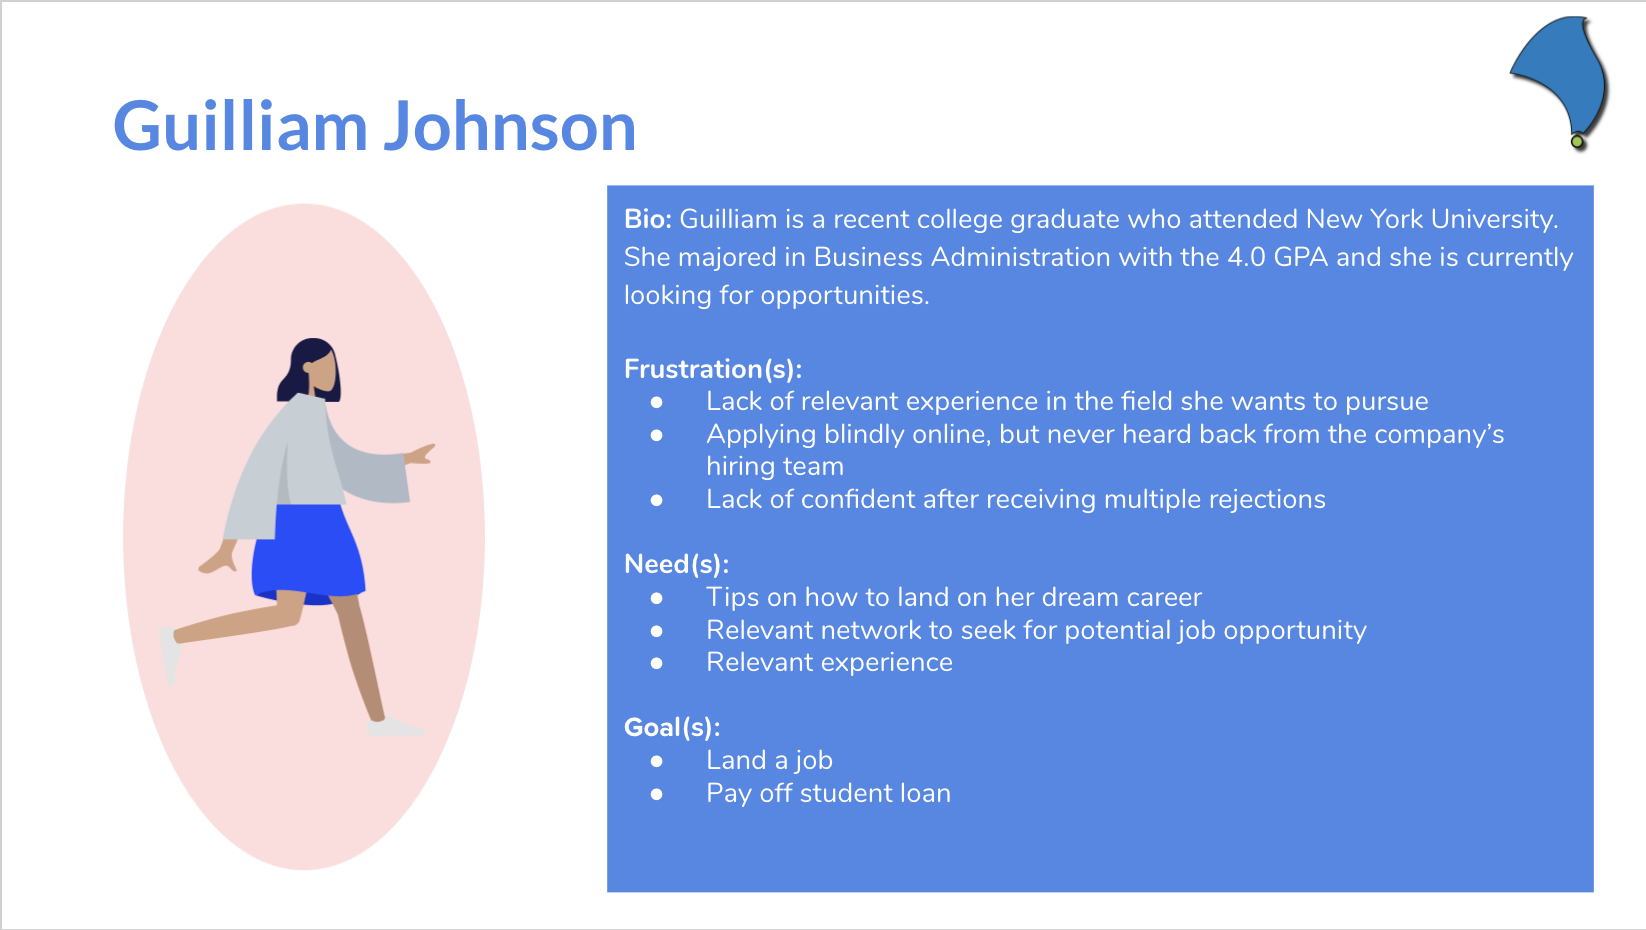 Guilliam Johnson
Bio: Guilliam is a recent college graduate who attended New York University.
She majored in Business Administration with the 4.0 GPA and she is currently
looking for opportunities.
Frustration(s):
● Lack of relevant experience in the field she wants to pursue
● Applying blindly online, but never heard back from the company’s
hiring team
● Lack of confident after receiving multiple rejections
Need(s):
● Tips on how to land on her dream career
● Relevant network to seek for potential job opportunity
● Relevant experience
Goal(s):
● Land a job
● Pay off student loan